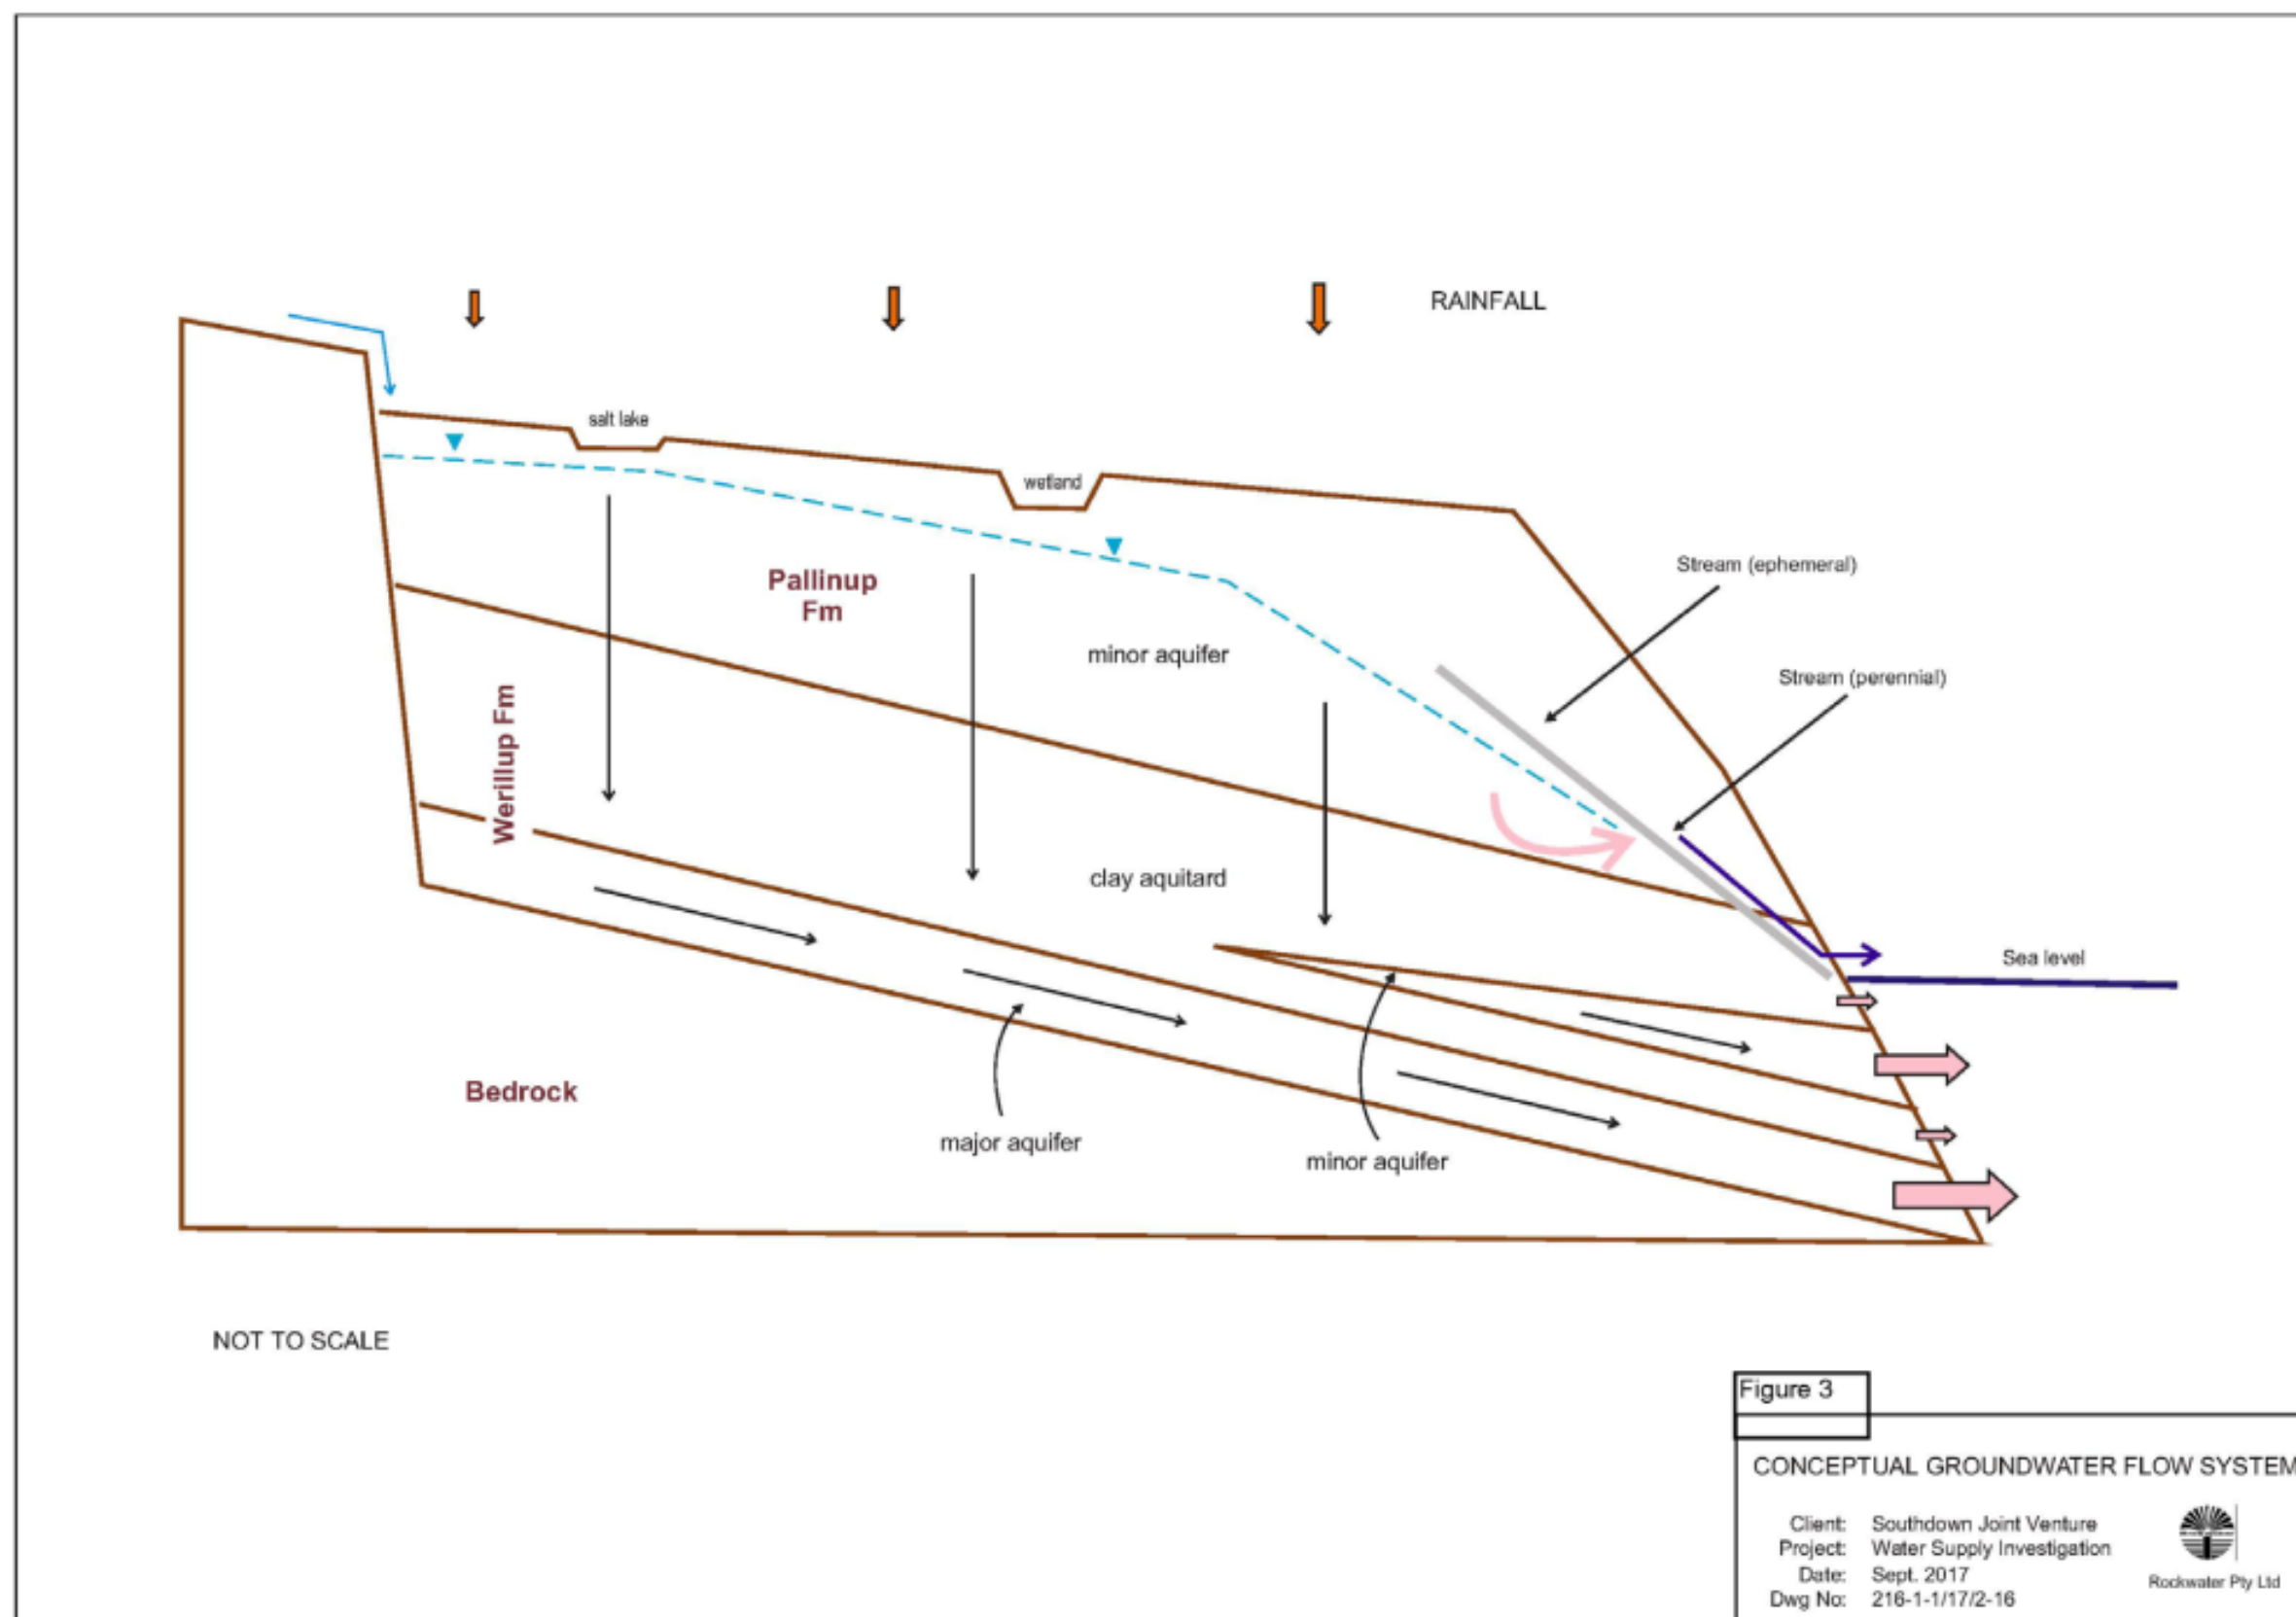 RAINFALL
salt lake
wetland
Pallinup
Fm
Stream (ephemeral)
minor aquifer
Stream (perennial)
Werillup Fm
clay aquitard
Sea level
Bedrock
major aquifer
minor aquifer
NOT TO SCALE
Figure 3
CONCEPTUAL GROUNDWATER FLOW SYSTEM
Client: Southdown Joint Venture
Project: Water Supply Investigation
Date: Sept. 2017
Dwg No: 216-1-1/17/2-16
Rockwater Pty Ltd